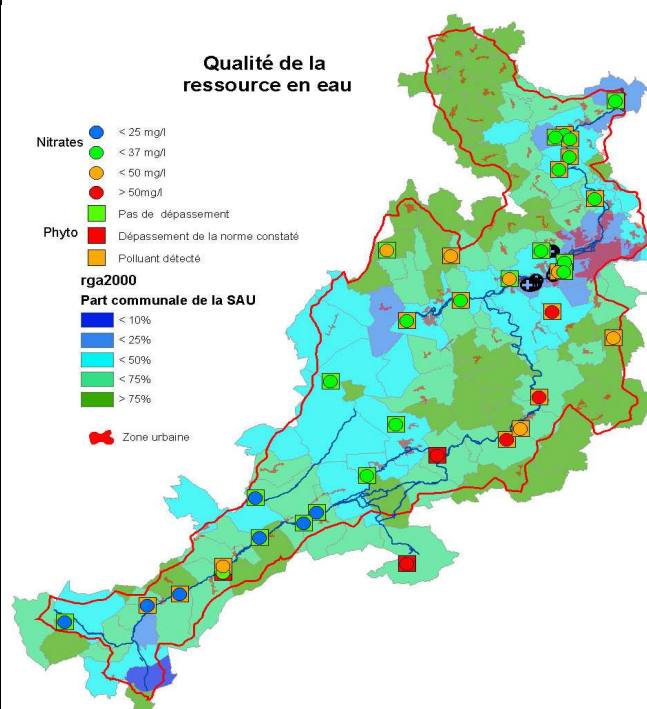 Qualité de la
ressource en eau
Nitrates
< 25 mg/l
< 37 mg/l
< 50 mg/l
> 50mg/l
Phyto
Pas de dépassement
Dépassement de la norme constaté
Polluant détecté
rga2000
Part communale de la SAU
< 10%
< 25%
< 50%
< 75%
> 75%
Zone urbaine